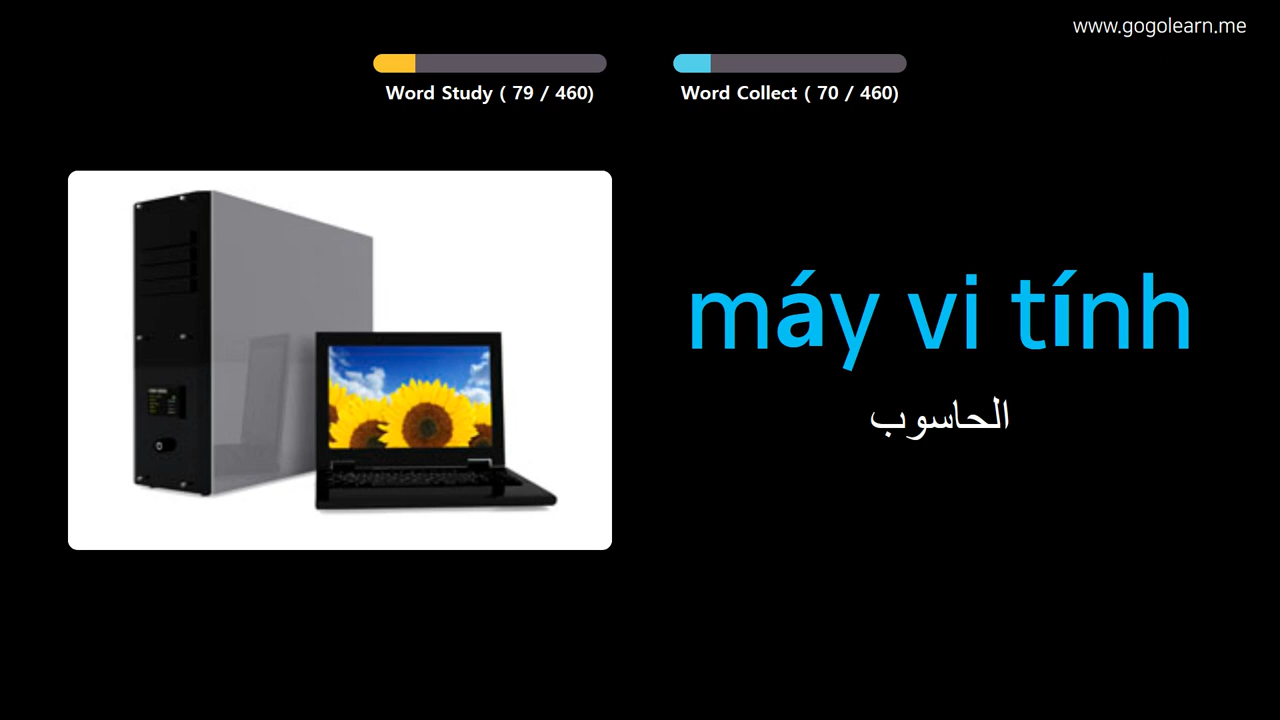 www.gogolearn.me
Word Study ( 79 / 460)
Word Collect ( 70 / 460)
máy vi tính
الحاسوب